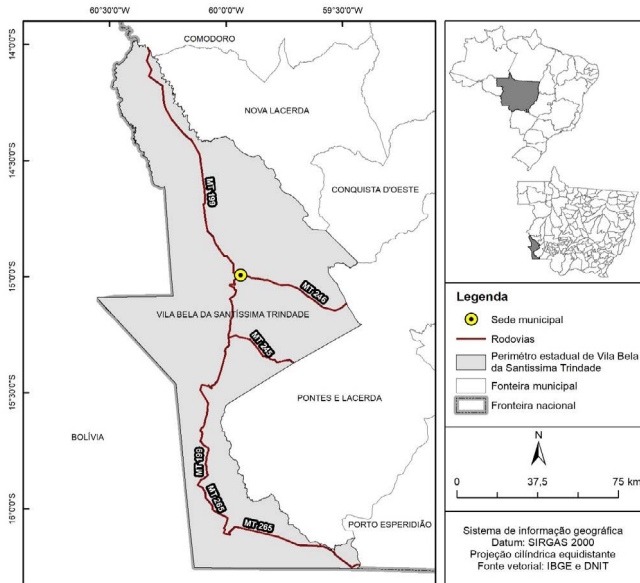 60°30'0"S
60°0'0"S
59°30'0"S
14°0'0"S
14°30'0"S
15°0'0"S
15°30'0"S
16°0'0"S
COMODORO
NOVA LACERDA
CONQUISTA D'OESTE
MT 199
MT 246
VILA BELA DA SANTÍSSIMA TRINDADE
MT 245
PONTES E LACERDA
BOLÍVIA
MT 199
MT 265
MT 265
PORTO ESPERIDIÃO
Legenda
Sede municipal
Rodovias
Perimétro estadual de Vila Bela
da Santissima Trindade
Fonteira municipal
Fronteira nacional
N
0 37,5 75 km
Sistema de informação geográfica
Datum: SIRGAS 2000
Projeção cilíndrica equidistante
Fonte vetorial: IBGE e DNIT